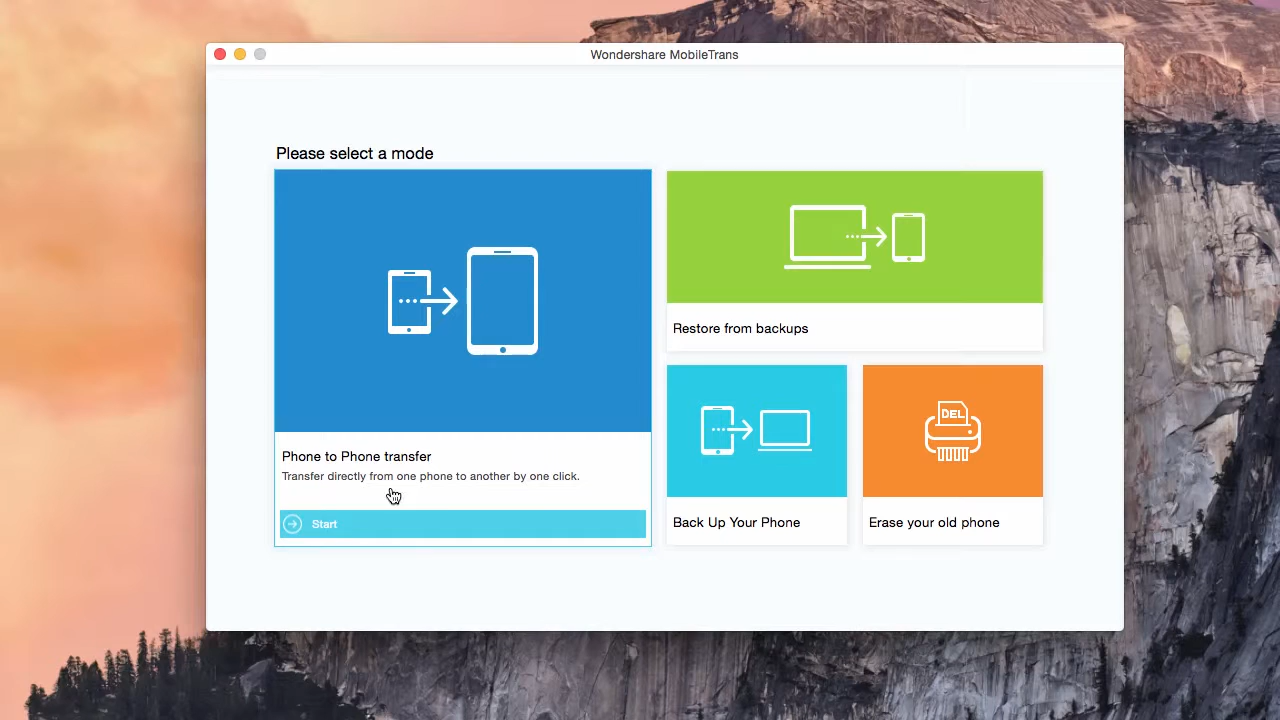 Wondershare MobileTrans
Please select a mode
Phone to Phone transfer
Transfer directly from one phone to another by one click.
Start
Restore from backups
Back Up Your Phone
DEL
Erase your old phone